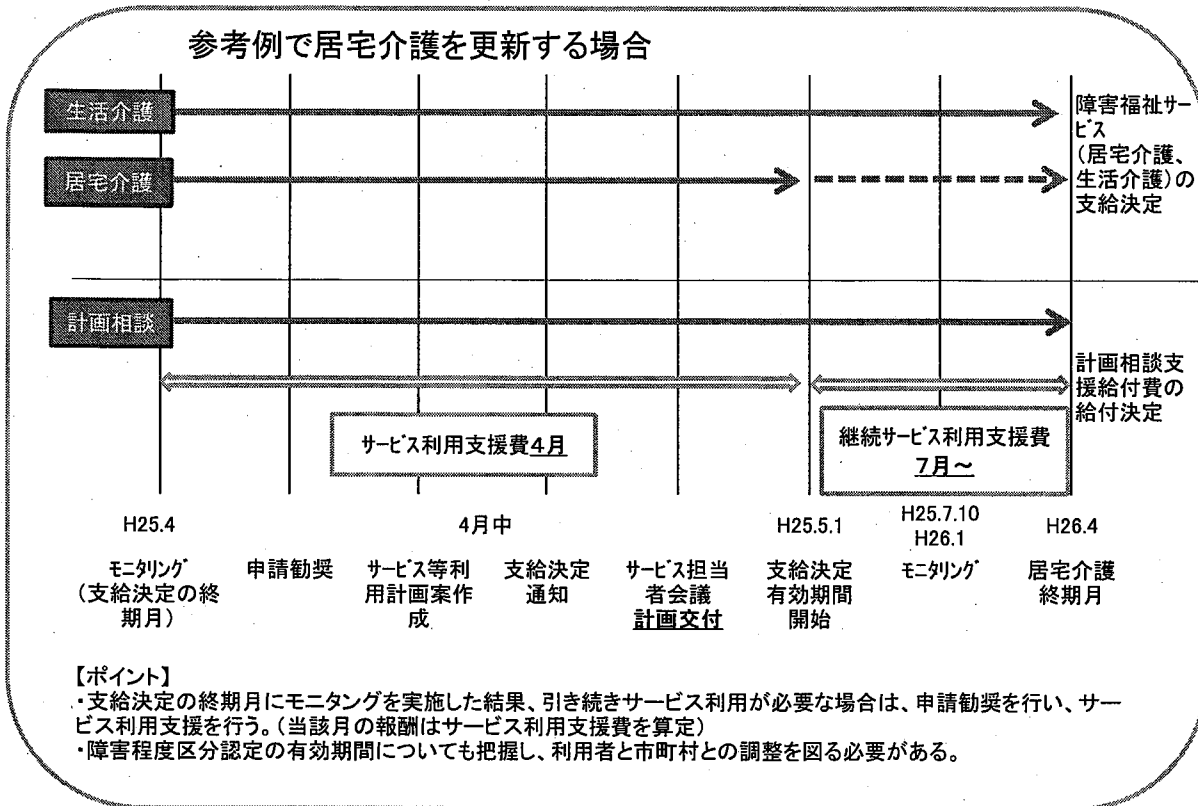 参考例で居宅介護を更新する場合
生活介護
居宅介護
障害福祉サー
ビス
(居宅介護、
生活介護)の
支給決定
計画相談
計画相談支
援給付費の
給付決定
サービス利用支援費4月
継続サービス利用支援費
7月～
H25.4
4月中
H25.5.1
H25.7.10
H26.1
H26.4
モニタリング
(支給決定の終
期月)
申請勧奨
サービス等利
用計画案作
成
支給決定
通知
サービス担当
者会議
計画交付
支給決定
有効期間
開始
モニタリング
居宅介護
終期月
【ポイント】
・支給決定の終期月にモニタングを実施した結果、引き続きサービス利用が必要な場合は、申請勧奨を行い、サー
ビス利用支援を行う。(当該月の報酬はサービス利用支援費を算定)
・障害程度区分認定の有効期間についても把握し、利用者と市町村との調整を図る必要がある。